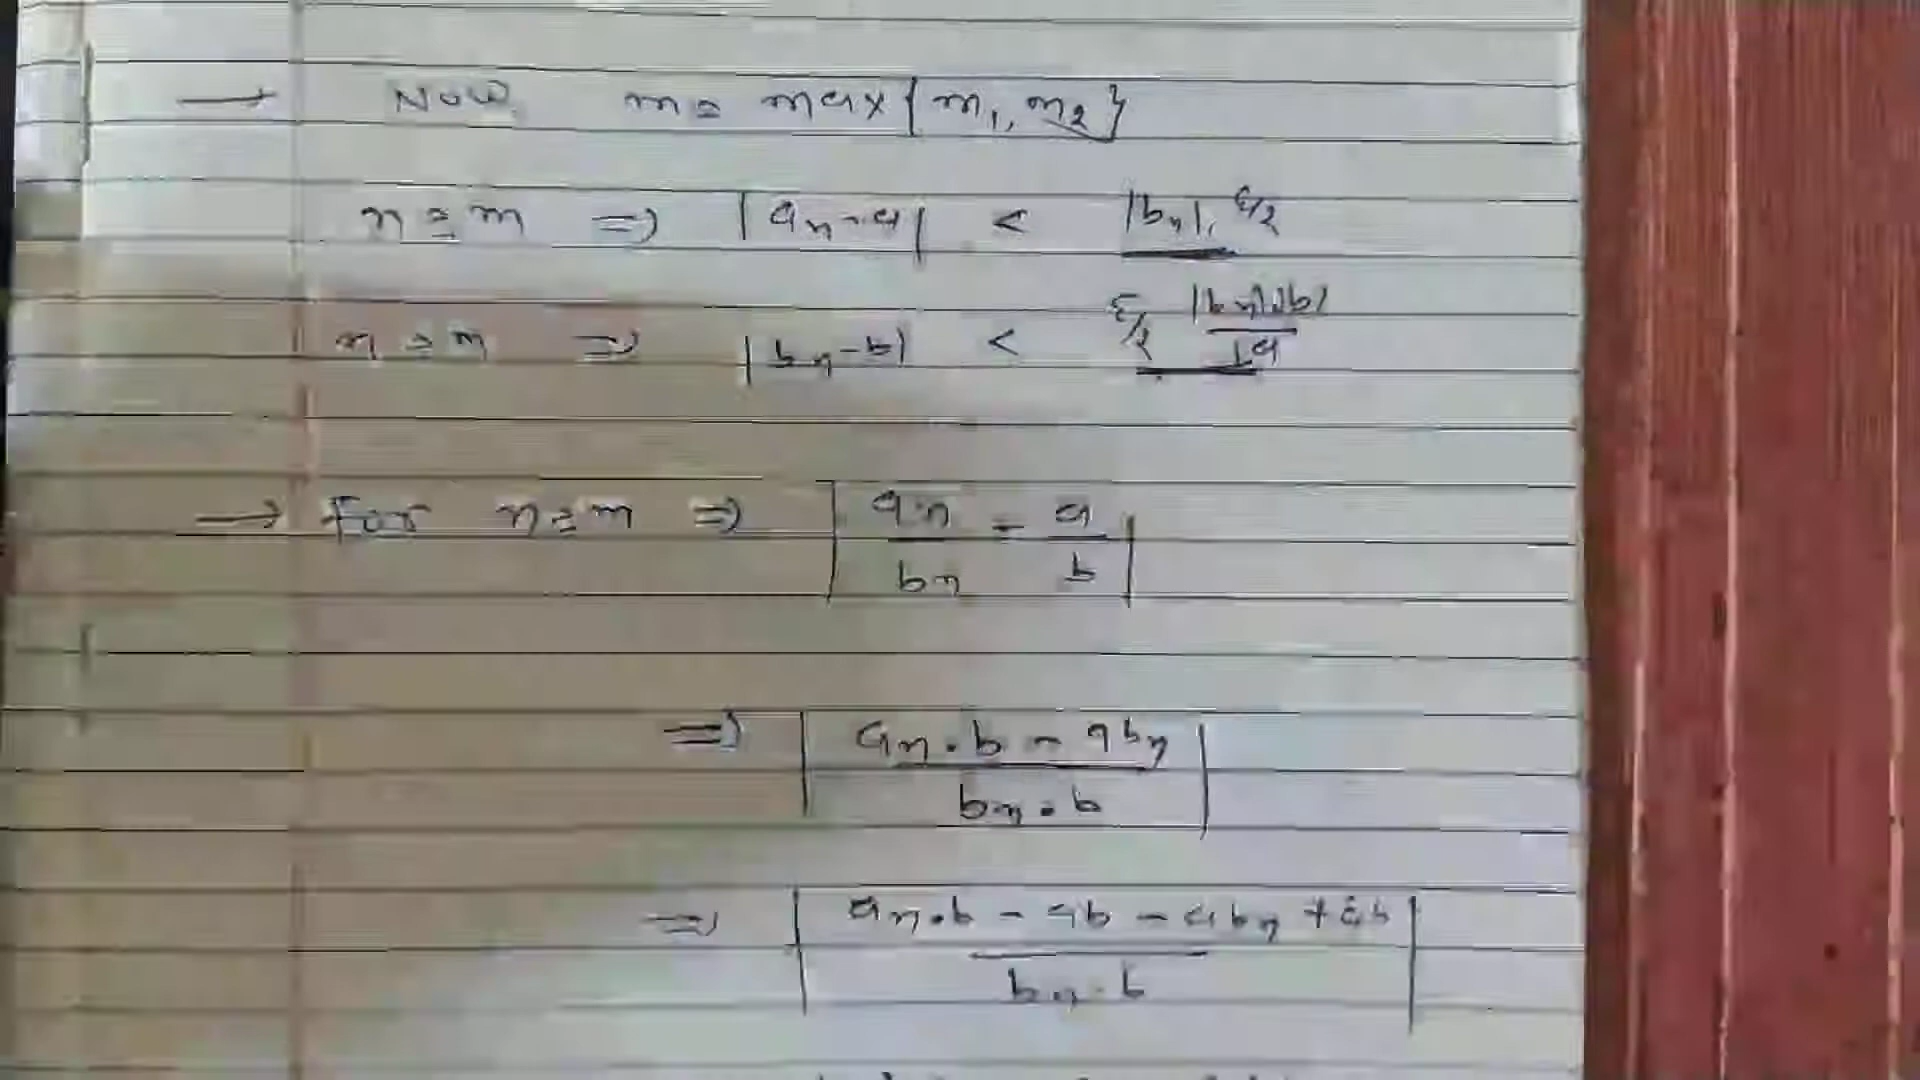 → Now m = max{m₁, m₂}
n ≥ m ⇒ |aₙ - a| < |bₙ|. ε/2
n ≥ m ⇒ |bₙ - b| < ε/2 |bₙ||b| / |a|
→ For n ≥ m ⇒ | aₙ/bₙ - a/b |
⇒ | (aₙ · b - abₙ) / (bₙ · b) |
⇒ | (aₙ · b - ab - abₙ + ab) / (bₙ · b) |